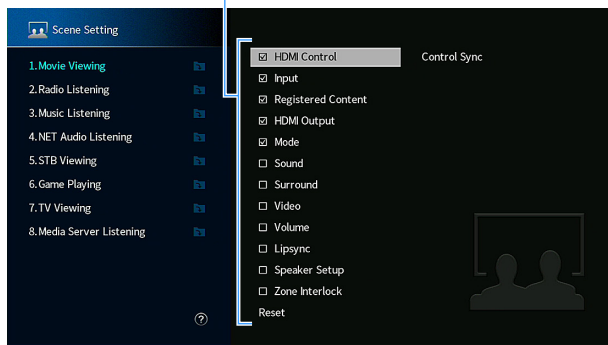 Scene Setting
1.Movie Viewing
2.Radio Listening
3.Music Listening
4.NET Audio Listening
5.STB Viewing
6.Game Playing
7.TV Viewing
8.Media Server Listening
?
HDMI Control Control Sync
Input
Registered Content
HDMI Output
Mode
Sound
Surround
Video
Volume
Lipsync
Speaker Setup
Zone Interlock
Reset